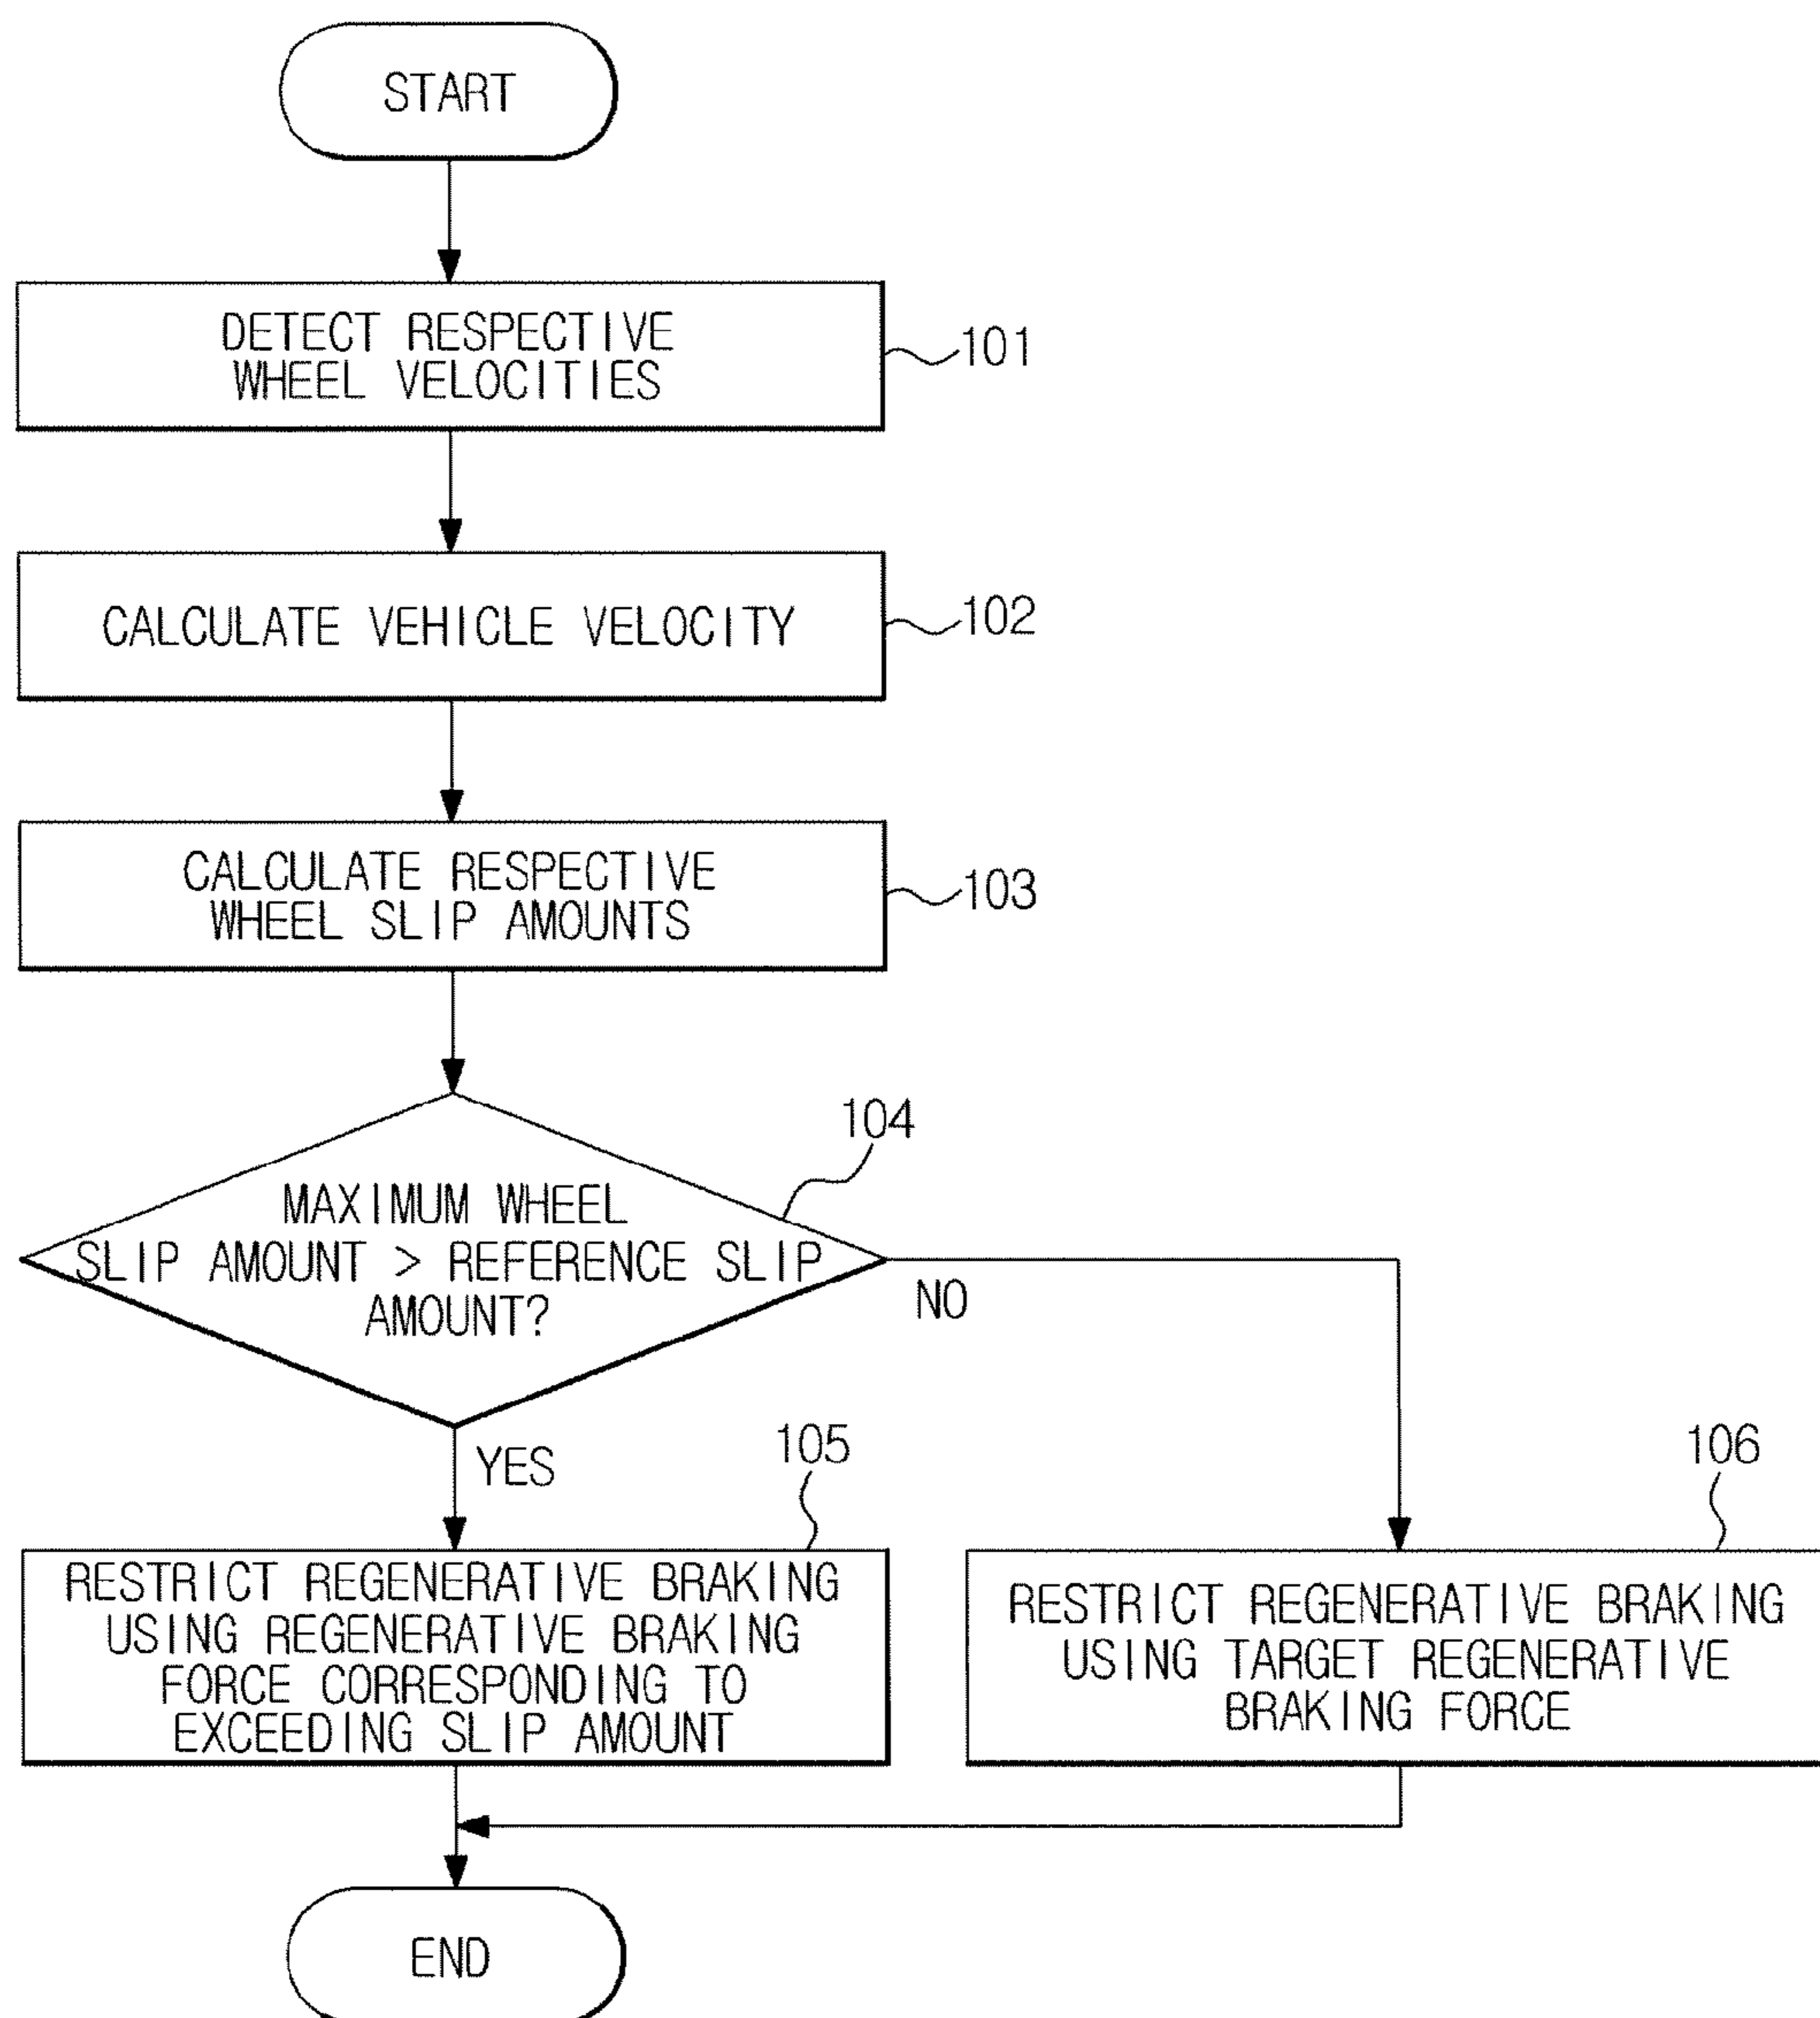 START
DETECT RESPECTIVE
WHEEL VELOCITIES
101
CALCULATE VEHICLE VELOCITY
102
CALCULATE RESPECTIVE
WHEEL SLIP AMOUNTS
103
104
MAXIMUM WHEEL
SLIP AMOUNT > REFERENCE SLIP
AMOUNT?
NO
YES
105
106
RESTRICT REGENERATIVE BRAKING
USING REGENERATIVE BRAKING
FORCE CORRESPONDING TO
EXCEEDING SLIP AMOUNT
RESTRICT REGENERATIVE BRAKING
USING TARGET REGENERATIVE
BRAKING FORCE
END